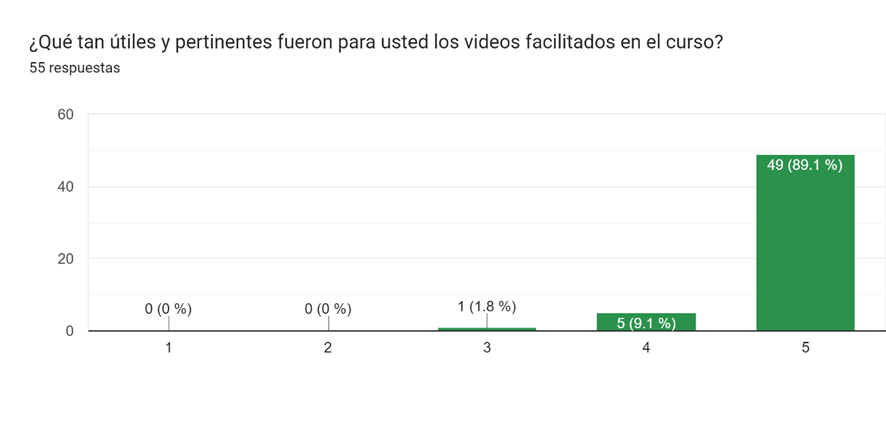 ¿Qué tan útiles y pertinentes fueron para usted los videos facilitados en el curso?
55 respuestas
60
40
20
0
0 (0 %)
0 (0 %)
1 (1.8 %)
5 (9.1 %)
49 (89.1 %)
1
2
3
4
5